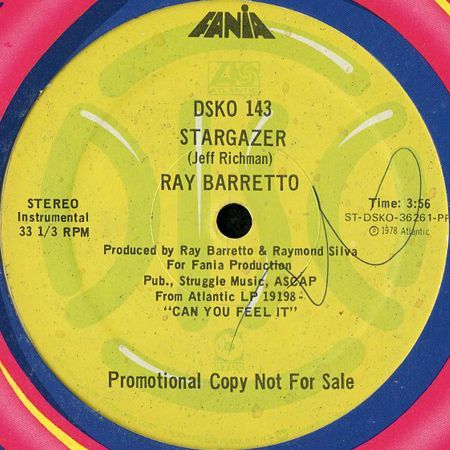 FANIA
ATLANTIC
DSKO 143
STARGAZER
(Jeff Richman)
RAY BARRETTO
STEREO
Instrumental
33 1/3 RPM
Time: 3:56
ST-DSKO-36261-PR
℗ 1978 Atlantic
Produced by Ray Barretto & Raymond Silva
For Fania Production
Pub., Struggle Music, ASCAP
From Atlantic LP 19198 -
"CAN YOU FEEL IT"
Promotional Copy Not For Sale